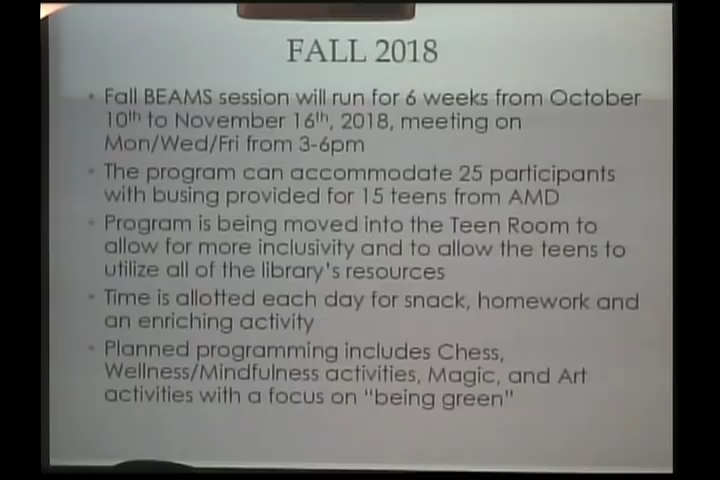 FALL 2018
• Fall BEAMS session will run for 6 weeks from October
10th to November 16th, 2018, meeting on
Mon/Wed/Fri from 3-6pm
• The program can accommodate 25 participants
with busing provided for 15 teens from AMD
• Program is being moved into the Teen Room to
allow for more inclusivity and to allow the teens to
utilize all of the library's resources
• Time is allotted each day for snack, homework and
an enriching activity
• Planned programming includes Chess,
Wellness/Mindfulness activities, Magic, and Art
activities with a focus on "being green"